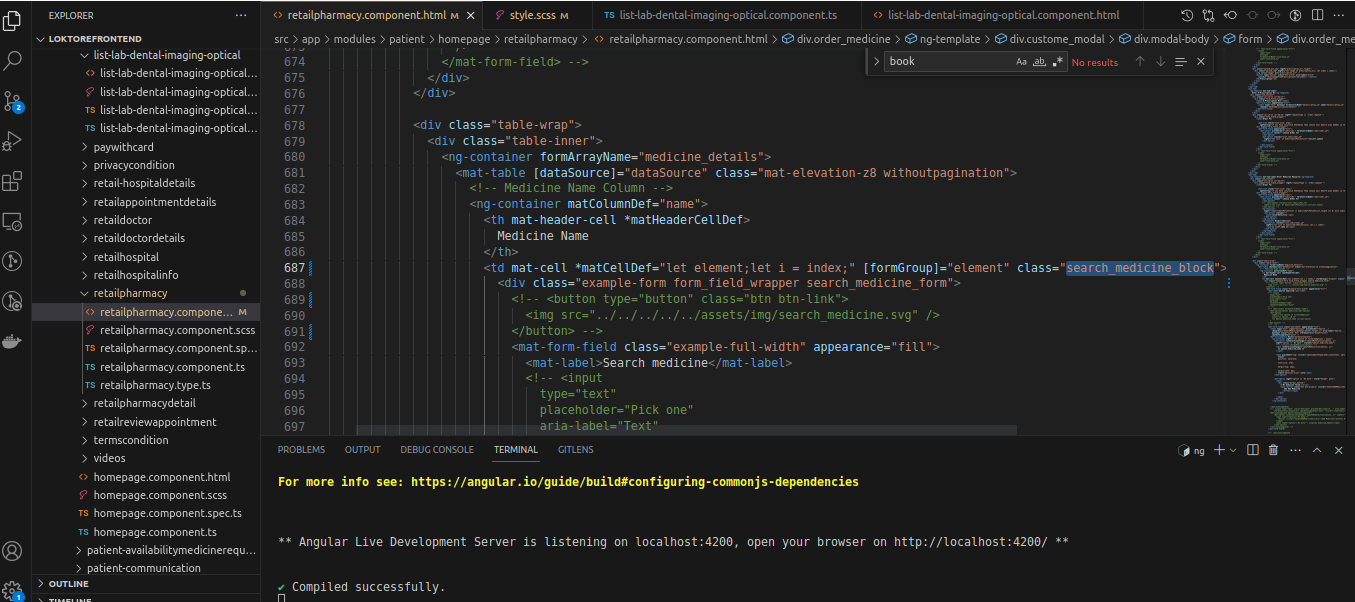 EXPLORER
···
LOKTOREFRONTEND
list-lab-dental-imaging-optical
list-lab-dental-imaging-optical...
list-lab-dental-imaging-optical...
TS list-lab-dental-imaging-optical...
TS list-lab-dental-imaging-optical...
paywithcard
privacycondition
retail-hospitaldetails
retailappointmentdetails
retaildoctor
retaildoctordetails
retailhospital
retailhospitalinfo
retailpharmacy
retailpharmacy.compone... M
retailpharmacy.component.scss
TS retailpharmacy.component.sp...
TS retailpharmacy.component.ts
TS retailpharmacy.type.ts
retailpharmacydetail
retailreviewappointment
termscondition
videos
homepage.component.html
homepage.component.scss
TS homepage.component.spec.ts
TS homepage.component.ts
patient-availabilitymedicinerequ...
patient-communication
OUTLINE
TIMELINE
2
1
retailpharmacy.component.html M
style.scss M
TS list-lab-dental-imaging-optical.component.ts
list-lab-dental-imaging-optical.component.html
src > app > modules > patient > homepage > retailpharmacy > retailpharmacy.component.html > div.order_medicine > ng-template > div.custome_modal > div.modal-body > form > div.order_me
book
Aa ab .*
No results
673 />
674 </mat-form-field> -->
675 </div>
676 </div>
677
678 <div class="table-wrap">
679 <div class="table-inner">
680 <ng-container formArrayName="medicine_details">
681 <mat-table [dataSource]="dataSource" class="mat-elevation-z8 withoutpagination">
682 <!-- Medicine Name Column -->
683 <ng-container matColumnDef="name">
684 <th mat-header-cell *matHeaderCellDef>
685 Medicine Name
686 </th>
687 <td mat-cell *matCellDef="let element;let i = index;" [formGroup]="element" class="search_medicine_block">
688 <div class="example-form form_field_wrapper search_medicine_form">
689 <!-- <button type="button" class="btn btn-link">
690 <img src="../../../../../assets/img/search_medicine.svg" />
691 </button> -->
692 <mat-form-field class="example-full-width" appearance="fill">
693 <mat-label>Search medicine</mat-label>
694 <!-- <input
695 type="text"
696 placeholder="Pick one"
697 aria-label="Text"
PROBLEMS OUTPUT DEBUG CONSOLE TERMINAL GITLENS
ng
For more info see: https://angular.io/guide/build#configuring-commonjs-dependencies
** Angular Live Development Server is listening on localhost:4200, open your browser on http://localhost:4200/ **
✔ Compiled successfully.